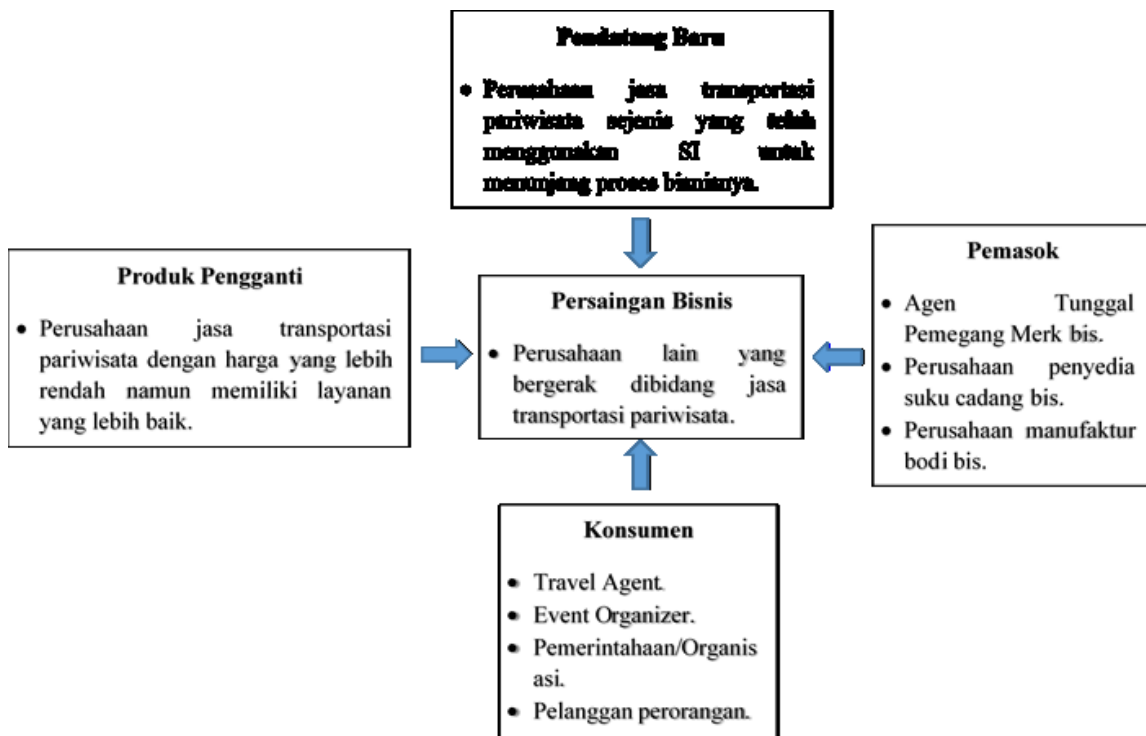 Pendatang Baru
• Perusahaan jasa transportasi
pariwisata sejenis yang telah
menggunakan SI untuk
menunjang proses bisnisnya.
Produk Pengganti
• Perusahaan jasa transportasi
pariwisata dengan harga yang lebih
rendah namun memiliki layanan
yang lebih baik.
Persaingan Bisnis
• Perusahaan lain yang
bergerak dibidang jasa
transportasi pariwisata.
Pemasok
• Agen Tunggal
Pemegang Merk bis.
• Perusahaan penyedia
suku cadang bis.
• Perusahaan manufaktur
bodi bis.
Konsumen
• Travel Agent.
• Event Organizer.
• Pemerintahaan/Organis
asi.
• Pelanggan perorangan.